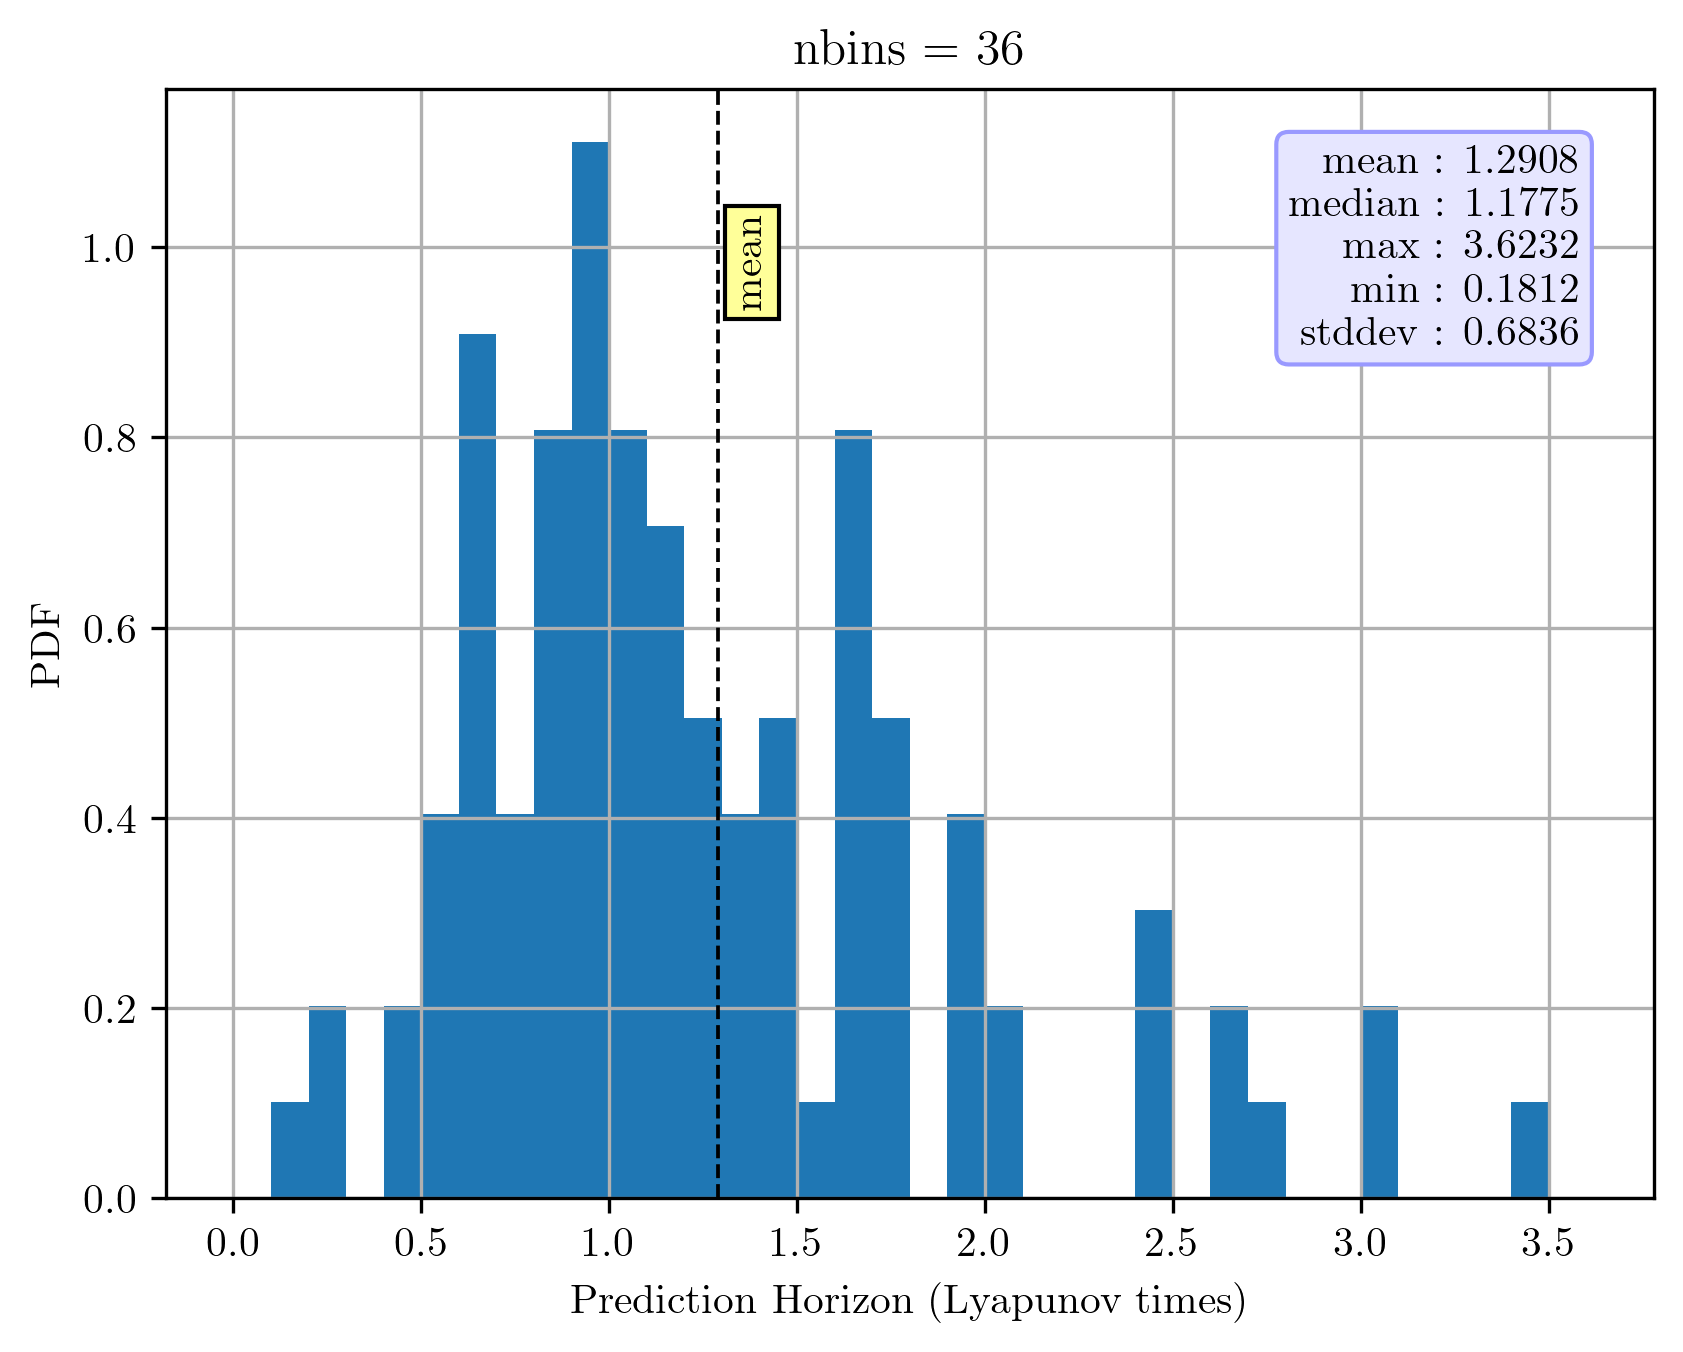 nbins = 36
mean : 1.2908
median : 1.1775
max : 3.6232
min : 0.1812
stddev : 0.6836
mean
PDF
1.0
0.8
0.6
0.4
0.2
0.0
0.0 0.5 1.0 1.5 2.0 2.5 3.0 3.5
Prediction Horizon (Lyapunov times)